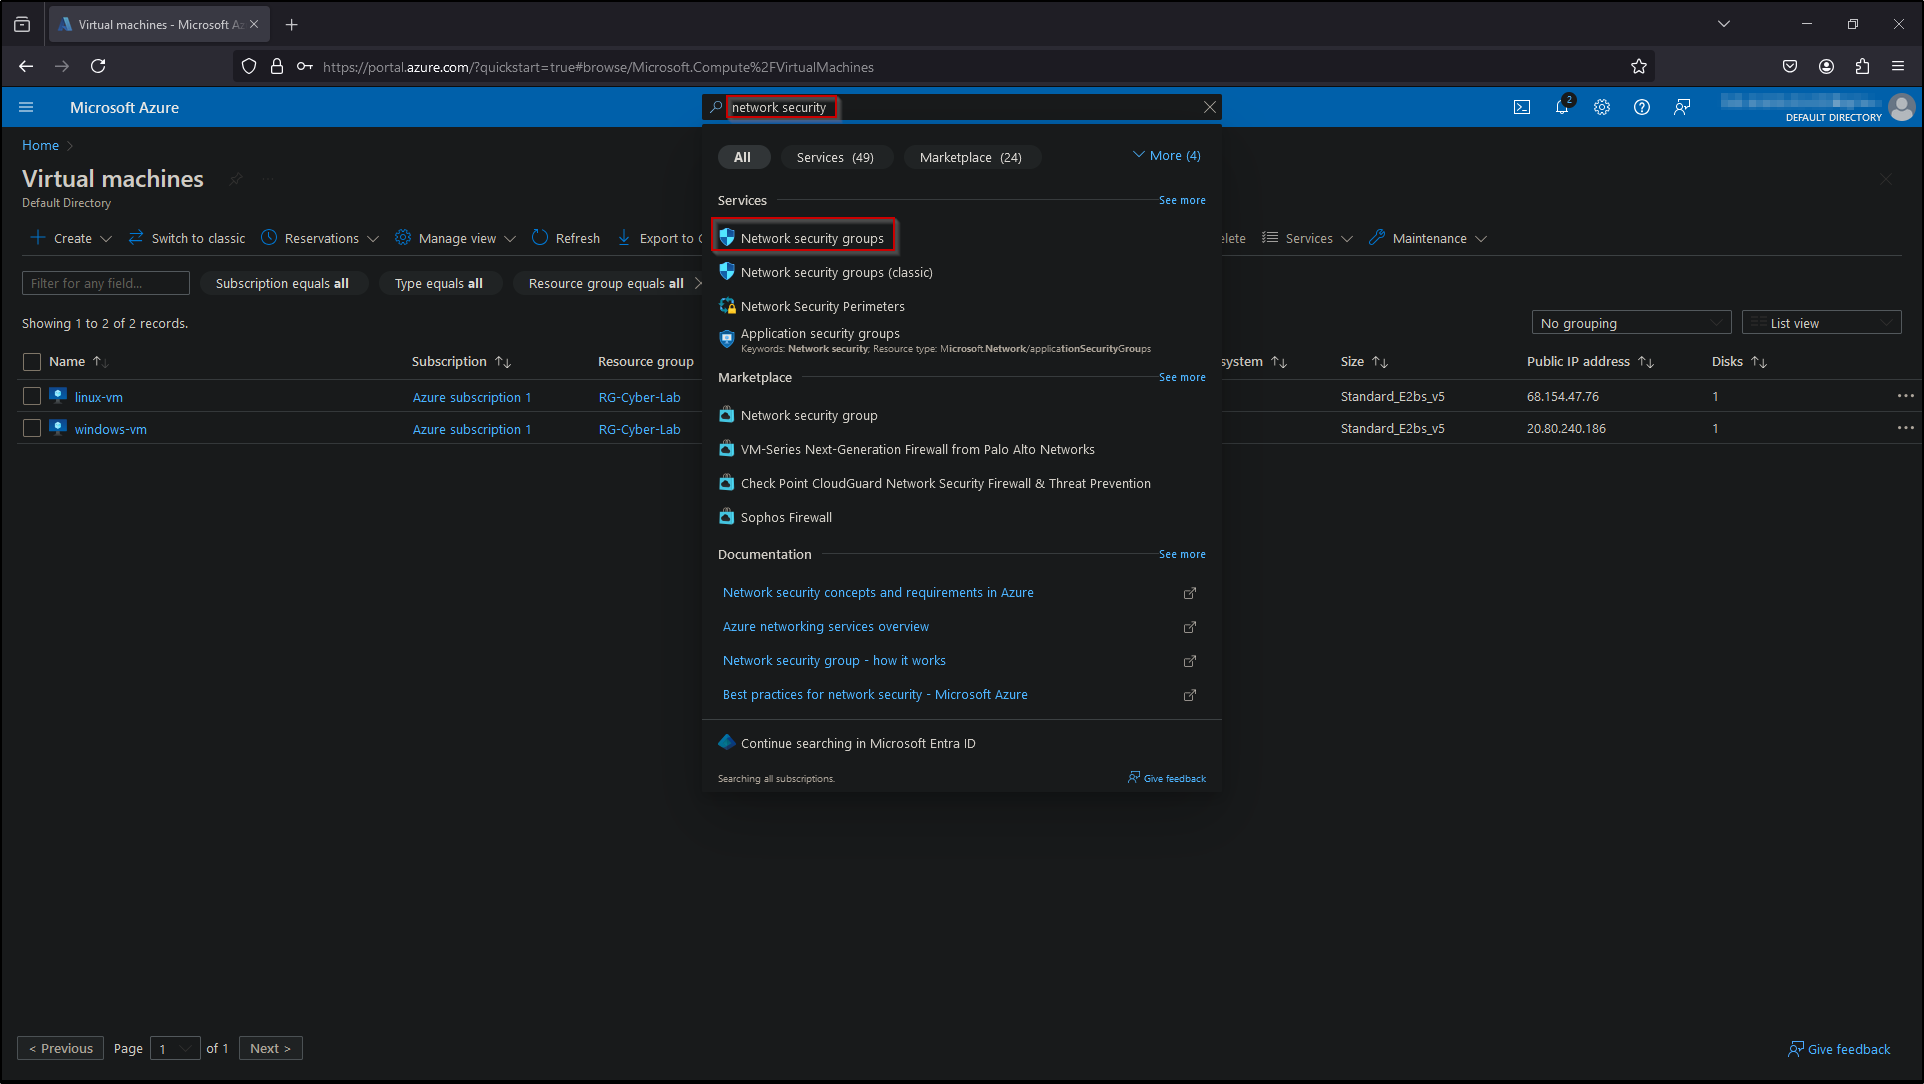 Virtual machines - Microsoft Az
https://portal.azure.com/?quickstart=true#browse/Microsoft.Compute%2FVirtualMachines
Microsoft Azure
network security
2
DEFAULT DIRECTORY
Home
All
Services (49)
Marketplace (24)
More (4)
Virtual machines
Default Directory
Services
See more
Create
Switch to classic
Reservations
Manage view
Refresh
Export to C
Network security groups
elete
Services
Maintenance
Network security groups (classic)
Filter for any field...
Subscription equals all
Type equals all
Resource group equals all
Network Security Perimeters
Showing 1 to 2 of 2 records.
Application security groups
Keywords: Network security; Resource type: Microsoft.Network/applicationSecurityGroups
No grouping
List view
Name
Subscription
Resource group
system
Size
Public IP address
Disks
Marketplace
See more
linux-vm
Azure subscription 1
RG-Cyber-Lab
Standard_E2bs_v5
68.154.47.76
1
windows-vm
Azure subscription 1
RG-Cyber-Lab
Standard_E2bs_v5
20.80.240.186
1
Network security group
VM-Series Next-Generation Firewall from Palo Alto Networks
Check Point CloudGuard Network Security Firewall & Threat Prevention
Sophos Firewall
Documentation
See more
Network security concepts and requirements in Azure
Azure networking services overview
Network security group - how it works
Best practices for network security - Microsoft Azure
Continue searching in Microsoft Entra ID
Searching all subscriptions.
Give feedback
< Previous
Page
1
of 1
Next >
Give feedback